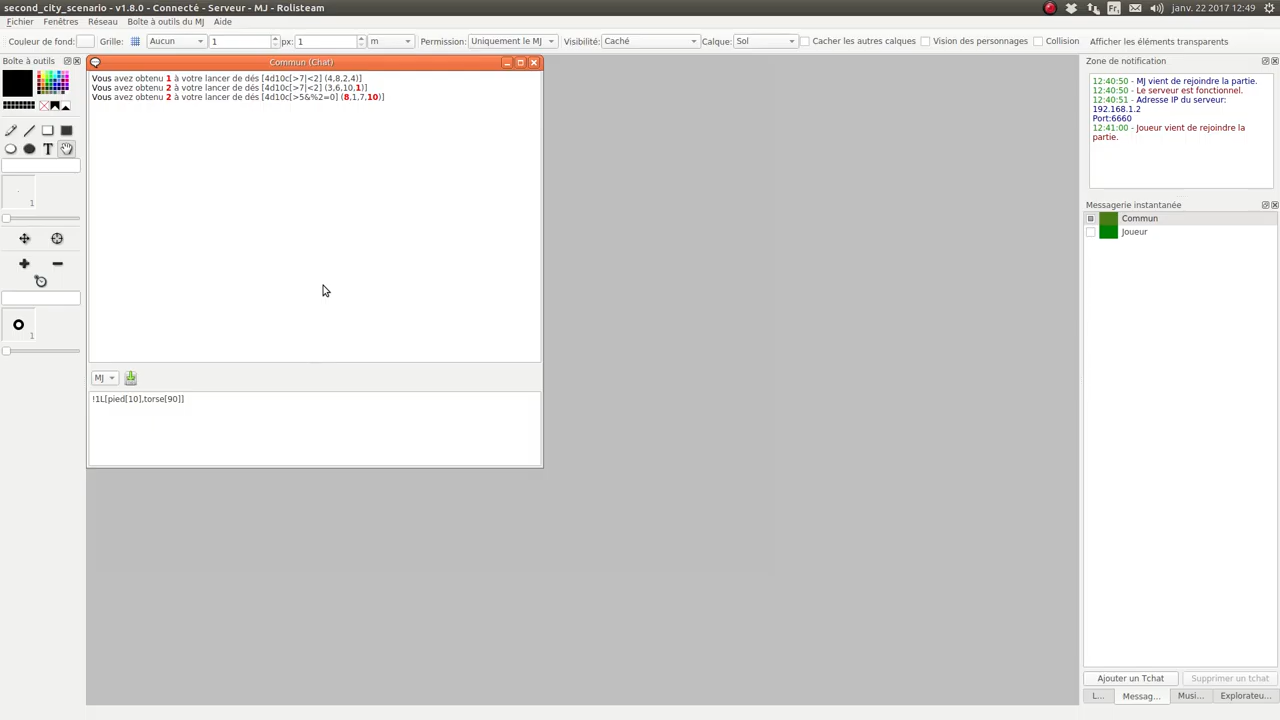 second_city_scenario - v1.8.0 - Connecté - Serveur - MJ - Rollisteam
Fr
janv. 22 2017 12:49
Fichier Fenêtres Réseau Boîte à outils du MJ Aide
Couleur de fond: Grille: Aucun 1 px: 1 m Permission: Uniquement le MJ Visibilité: Caché Calque: Sol Cacher les autres calques Vision des personnages Collision Afficher les éléments transparents
Boîte à outils
T
1
1
Commun (Chat)
Vous avez obtenu 1 à votre lancer de dés [4d10c[>7|<2] (4,8,2,4)]
Vous avez obtenu 2 à votre lancer de dés [4d10c[>7|<2] (3,6,10,1)]
Vous avez obtenu 2 à votre lancer de dés [4d10c[>5&%2=0] (8,1,7,10)]
MJ
!1L[pied[10],torse[90]]
Zone de notification
12:40:50 - MJ vient de rejoindre la partie.
12:40:50 - Le serveur est fonctionnel.
12:40:51 - Adresse IP du serveur:
192.168.1.2
Port:6660
12:41:00 - Joueur vient de rejoindre la
partie.
Messagerie instantanée
Commun
Joueur
Ajouter un Tchat Supprimer un tchat
L... Messag... Musi... Explorateu...